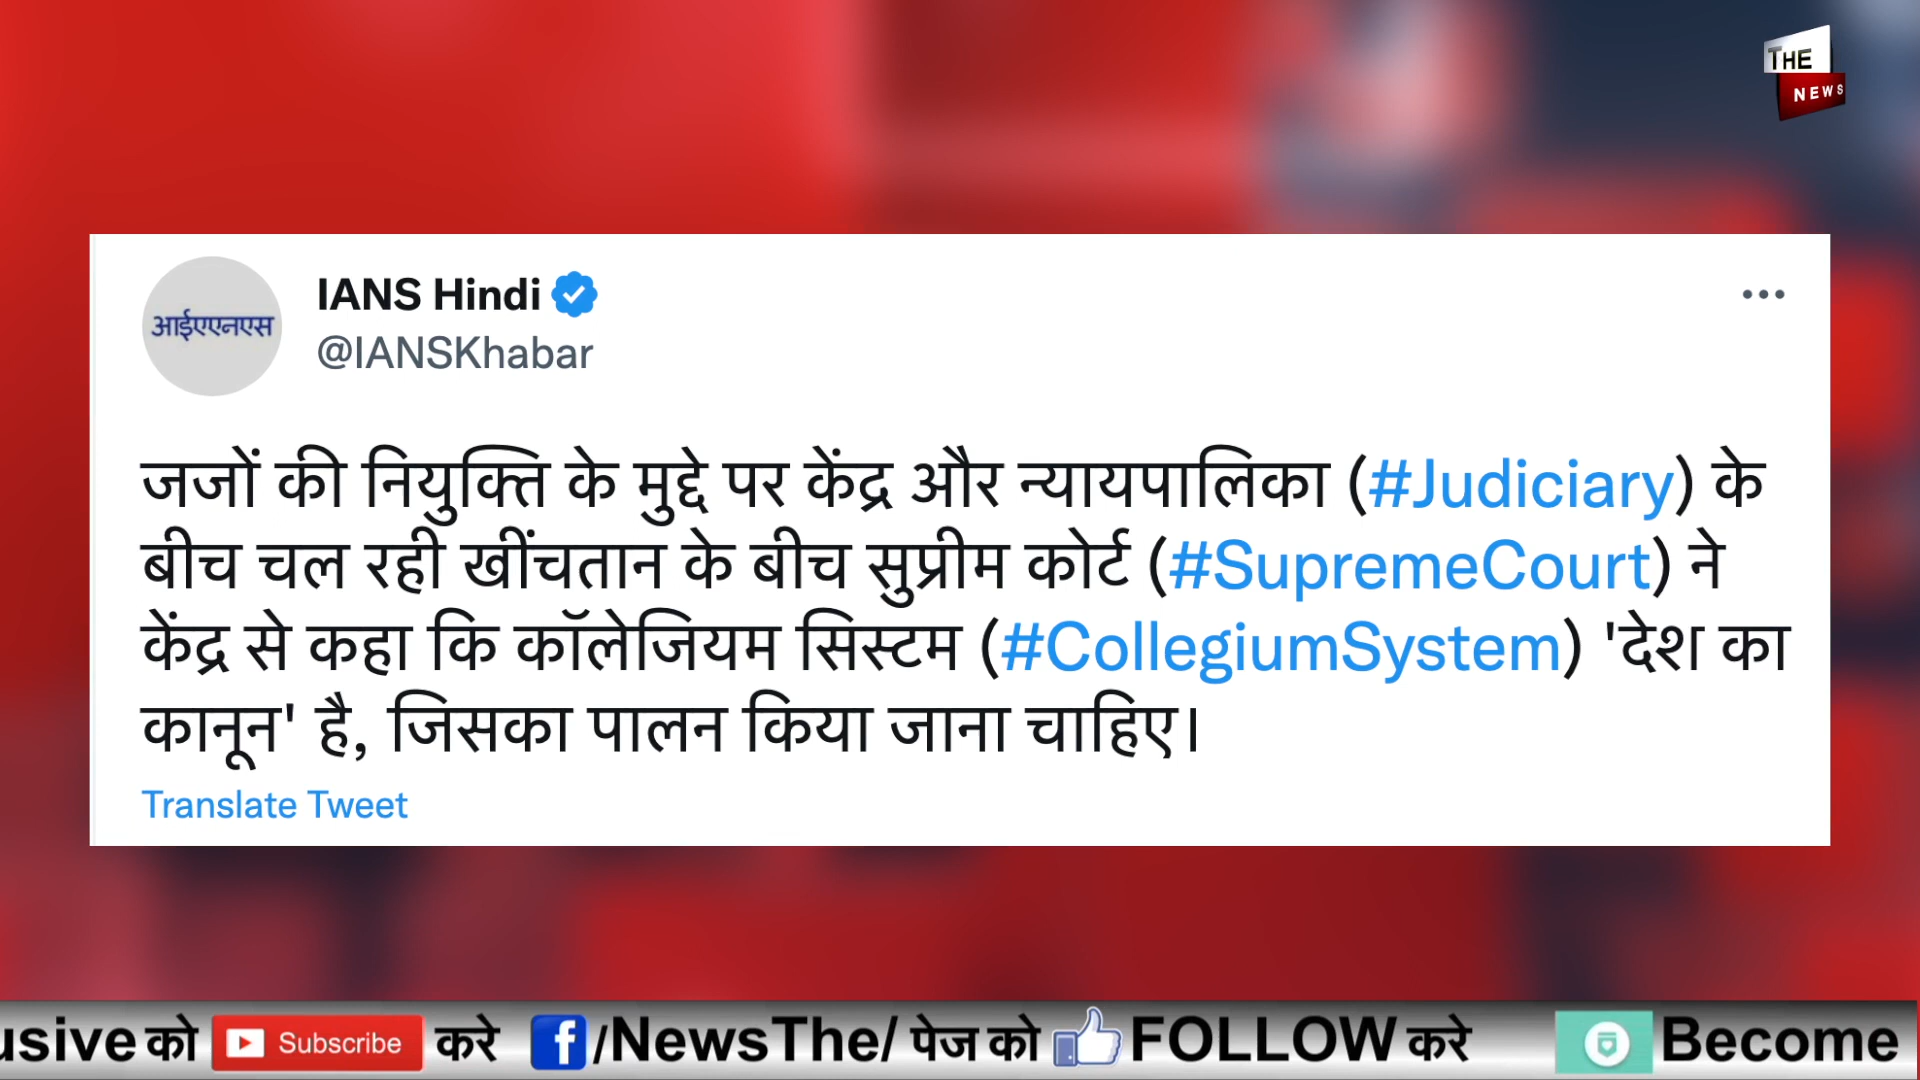 THE
NEWS
आईएएनएस
IANS Hindi
@IANSKhabar
जजों की नियुक्ति के मुद्दे पर केंद्र और न्यायपालिका (#Judiciary) के
बीच चल रही खींचतान के बीच सुप्रीम कोर्ट (#SupremeCourt) ने
केंद्र से कहा कि कॉलेजियम सिस्टम (#CollegiumSystem) 'देश का
कानून' है, जिसका पालन किया जाना चाहिए।
Translate Tweet
usive को Subscribe करे f/NewsThe/ पेज को FOLLOW करे Become